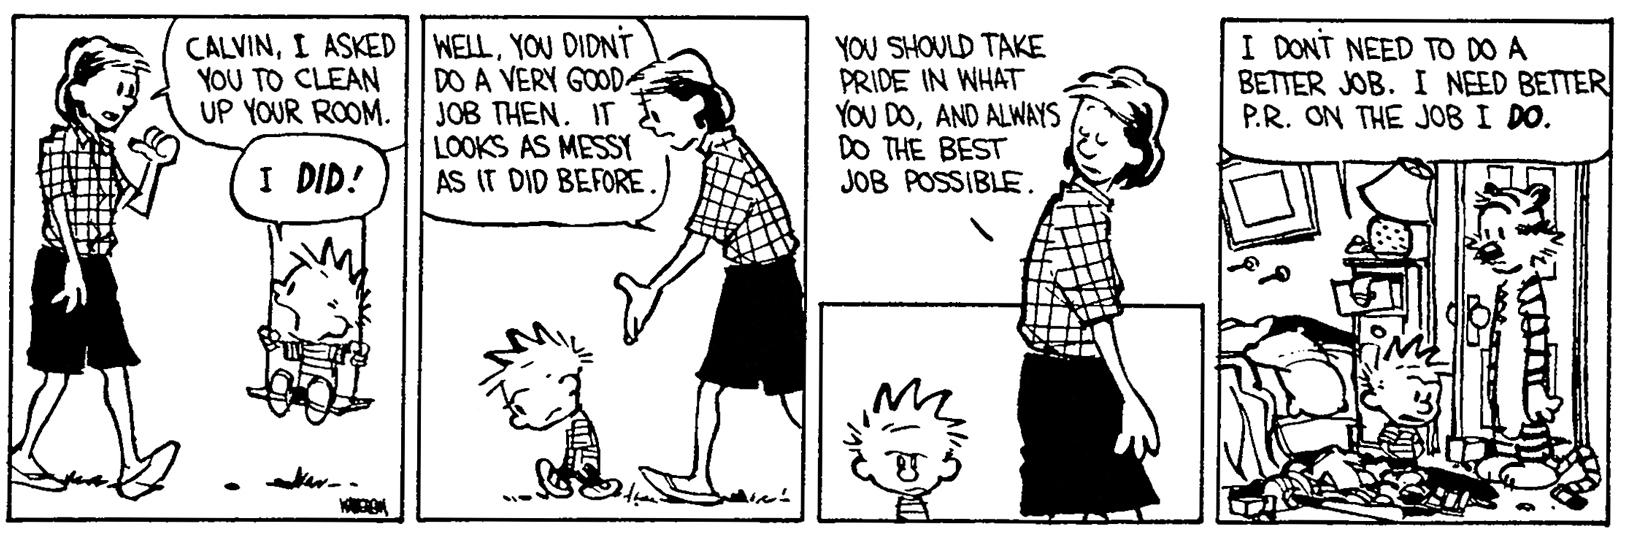 CALVIN, I ASKED
YOU TO CLEAN
UP YOUR ROOM.
I DID!
WELL, YOU DIDN'T
DO A VERY GOOD
JOB THEN. IT
LOOKS AS MESSY
AS IT DID BEFORE.
YOU SHOULD TAKE
PRIDE IN WHAT
YOU DO, AND ALWAYS
DO THE BEST
JOB POSSIBLE.
I DON'T NEED TO DO A
BETTER JOB. I NEED BETTER
P.R. ON THE JOB I DO.